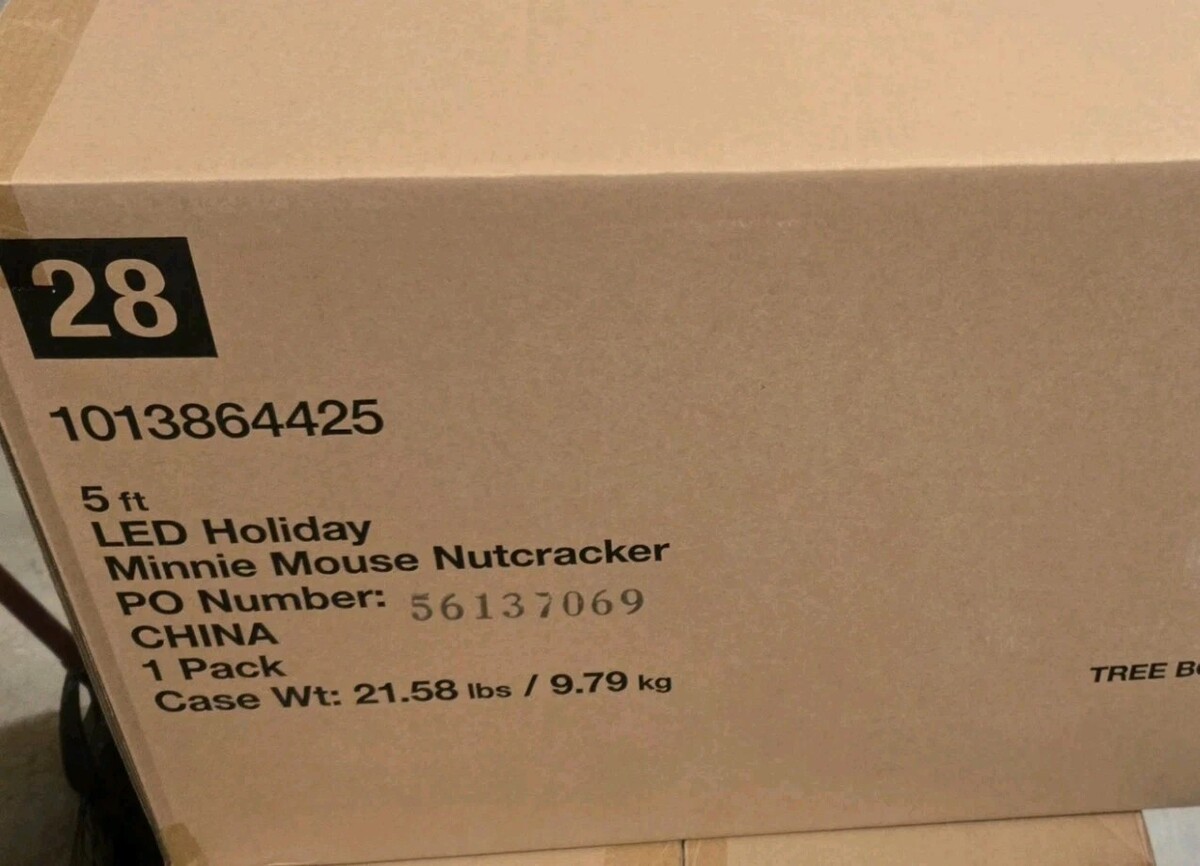 28
1013864425
5 ft
LED Holiday
Minnie Mouse Nutcracker
PO Number: 56137069
CHINA
1 Pack
Case Wt: 21.58 lbs / 9.79 kg
TREE